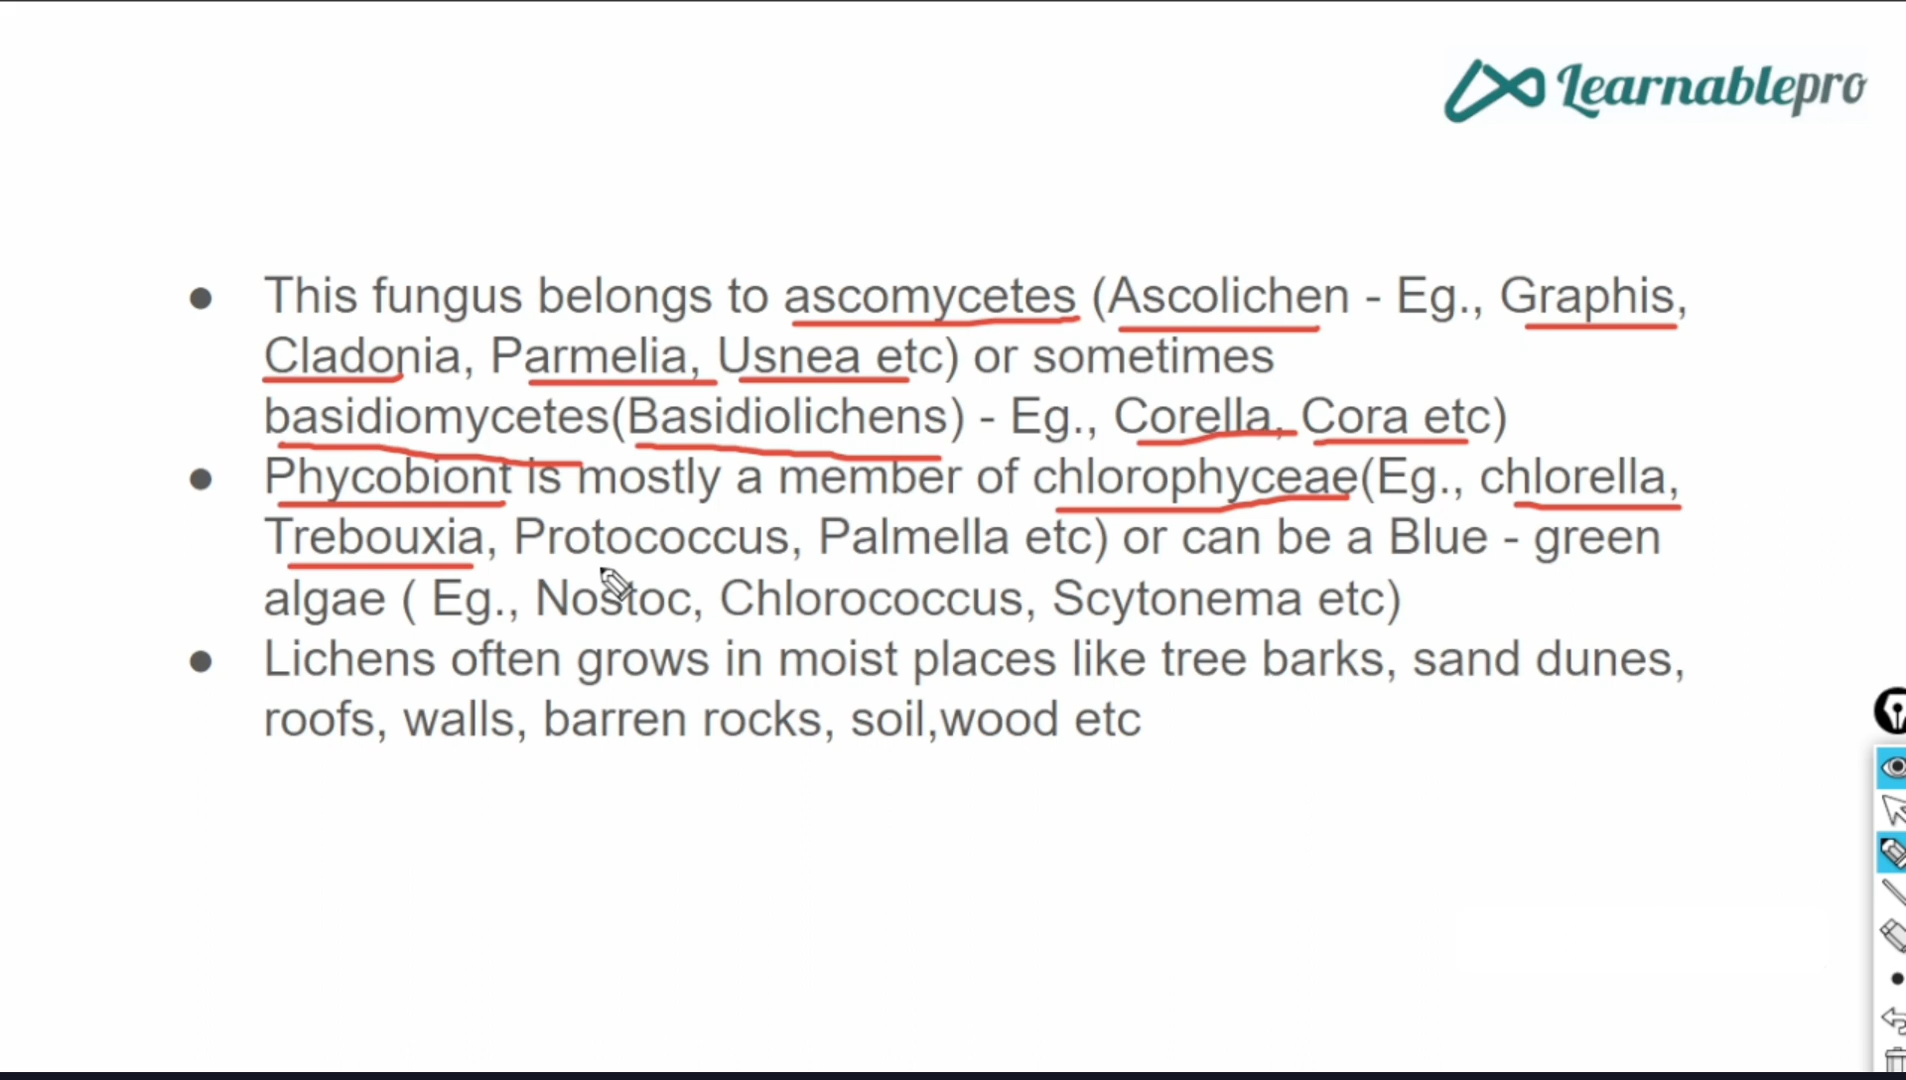 Learnablepro
● This fungus belongs to ascomycetes (Ascolichen - Eg., Graphis,
Cladonia, Parmelia, Usnea etc) or sometimes
basidiomycetes(Basidiolichens) - Eg., Corella, Cora etc)
● Phycobiont is mostly a member of chlorophyceae(Eg., chlorella,
Trebouxia, Protococcus, Palmella etc) or can be a Blue - green
algae ( Eg., Nostoc, Chlorococcus, Scytonema etc)
● Lichens often grows in moist places like tree barks, sand dunes,
roofs, walls, barren rocks, soil,wood etc